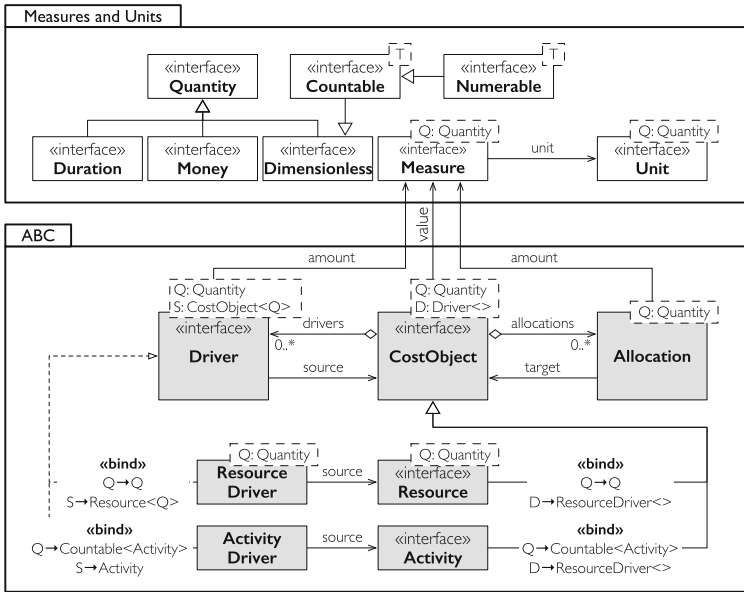 Measures and Units
«interface»
Quantity
T
«interface»
Countable
T
«interface»
Numerable
«interface»
Duration
«interface»
Money
«interface»
Dimensionless
Q: Quantity
«interface»
Measure
unit
Q: Quantity
«interface»
Unit
ABC
amount
value
amount
Q: Quantity
S: CostObject<Q>
«interface»
Driver
drivers
0..*
source
Q: Quantity
D: Driver<>
«interface»
CostObject
allocations
0..*
target
Q: Quantity
Allocation
«bind»
Q→Q
S→Resource<Q>
Q: Quantity
Resource
Driver
source
Q: Quantity
«interface»
Resource
«bind»
Q→Q
D→ResourceDriver<>
«bind»
Q→Countable<Activity>
S→Activity
Activity
Driver
source
«interface»
Activity
«bind»
Q→Countable<Activity>
D→ResourceDriver<>